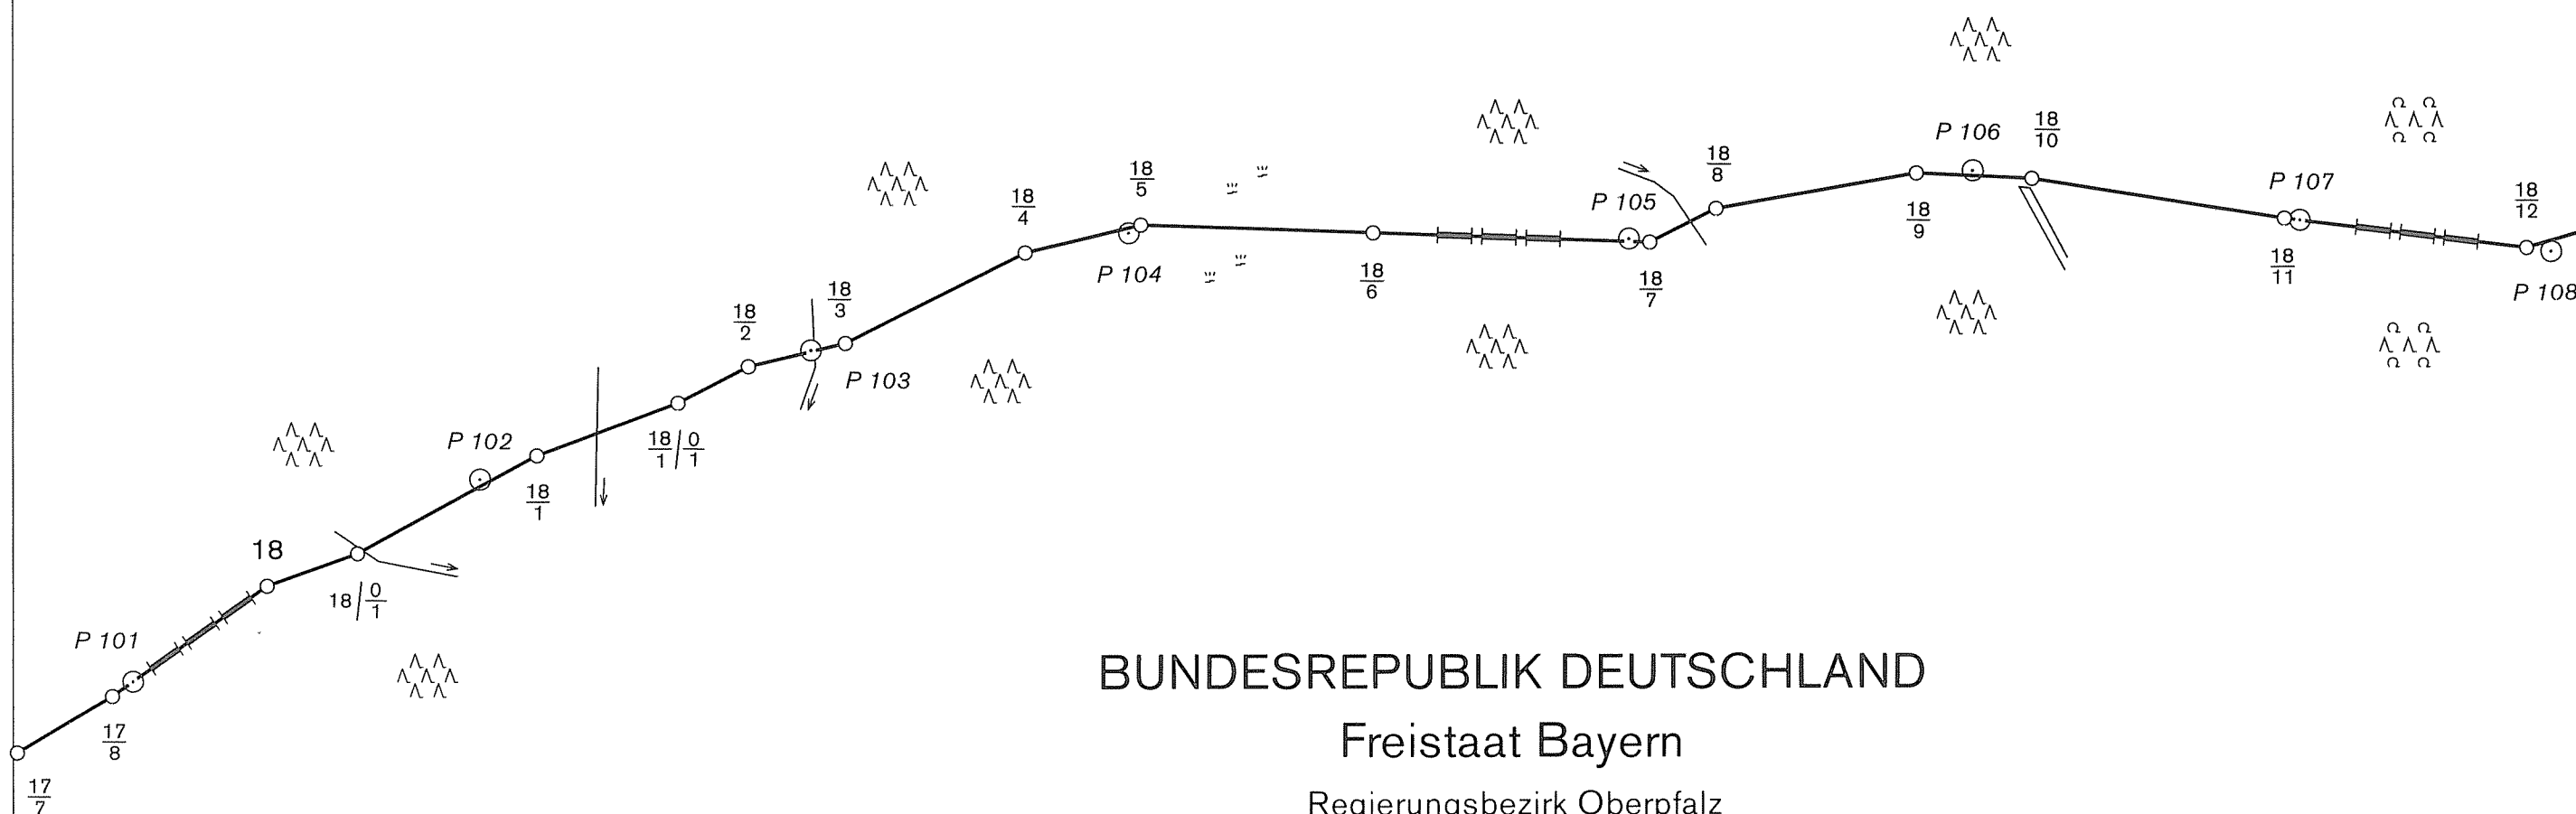 P 106
18/10
18/8
P 107
18/5
18/12
18/4
P 105
18/9
18/11
P 104
18/6
18/7
P 108
18/3
18/2
P 103
P 102
18/1 | 0/1
18/1
18
18 | 0/1
P 101
17/8
17/7
BUNDESREPUBLIK DEUTSCHLAND
Freistaat Bayern
Regierungsbezirk Oberpfalz